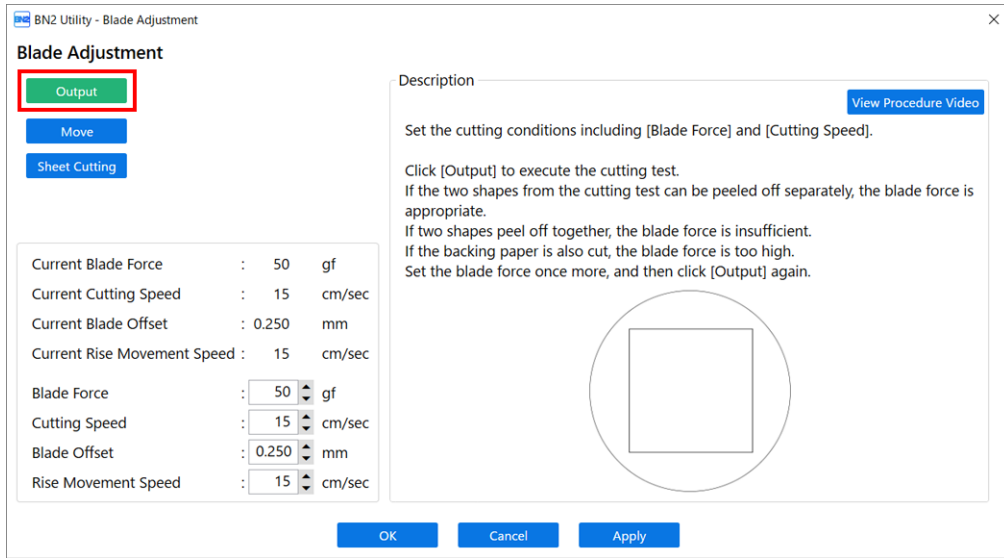 BN2 BN2 Utility - Blade Adjustment
Blade Adjustment
Output
Move
Sheet Cutting
Current Blade Force : 50 gf
Current Cutting Speed : 15 cm/sec
Current Blade Offset : 0.250 mm
Current Rise Movement Speed : 15 cm/sec
Blade Force : 50 gf
Cutting Speed : 15 cm/sec
Blade Offset : 0.250 mm
Rise Movement Speed : 15 cm/sec
Description
View Procedure Video
Set the cutting conditions including [Blade Force] and [Cutting Speed].
Click [Output] to execute the cutting test.
If the two shapes from the cutting test can be peeled off separately, the blade force is
appropriate.
If two shapes peel off together, the blade force is insufficient.
If the backing paper is also cut, the blade force is too high.
Set the blade force once more, and then click [Output] again.
OK Cancel Apply